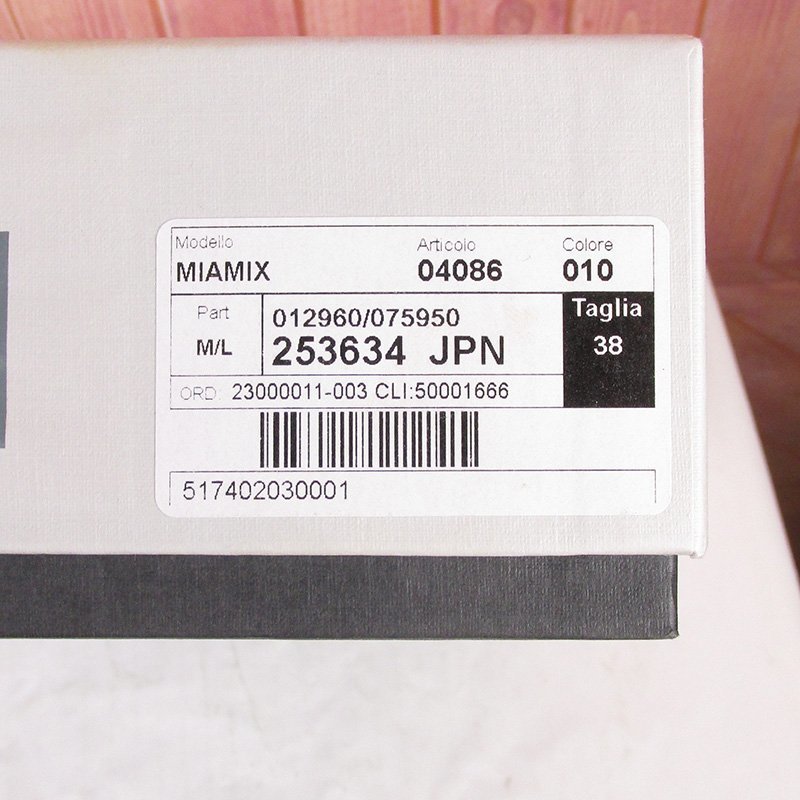 Modello Articolo Colore
MIAMIX 04086 010
Part 012960/075950 Taglia
M/L 253634 JPN 38
ORD: 23000011-003 CLI:50001666
517402030001